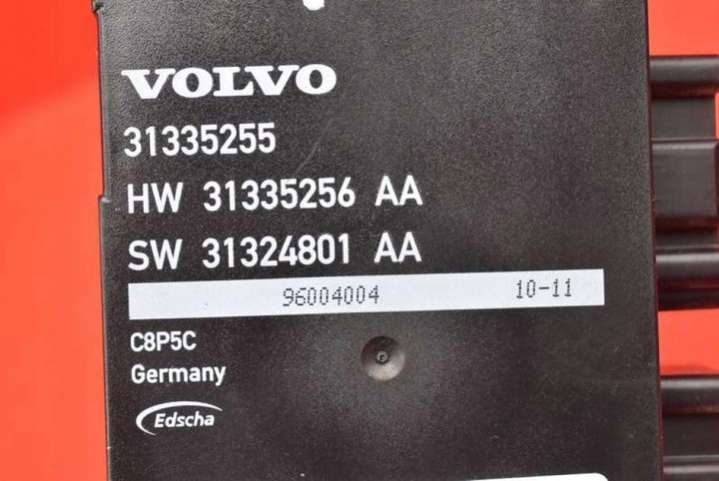 VOLVO
31335255
HW 31335256 AA
SW 31324801 AA
96004004 10-11
C8P5C
Germany
Edscha